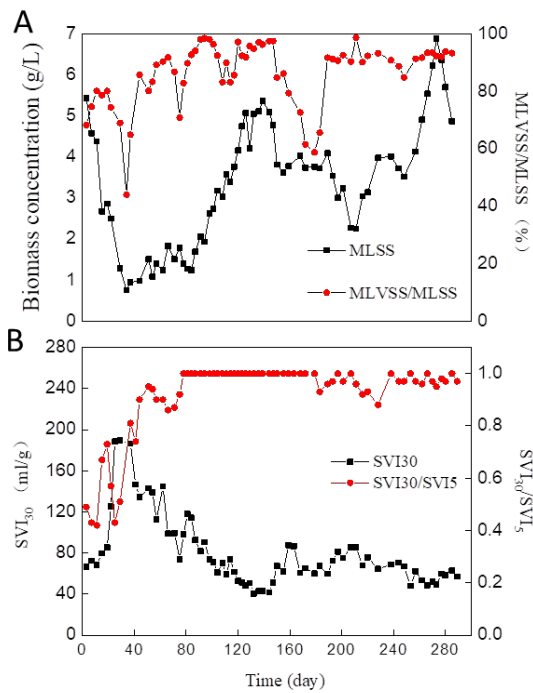 A
Biomass concentration (g/L)
7
6
5
4
3
2
1
0
100
80
60
40
20
0
MLVSS/MLSS (%)
MLSS
MLVSS/MLSS
B
SVI30 (ml/g)
280
240
200
160
120
80
40
0
1.0
0.8
0.6
0.4
0.2
0.0
SVI30/SVI5
SVI30
SVI30/SVI5
0 40 80 120 160 200 240 280
Time (day)